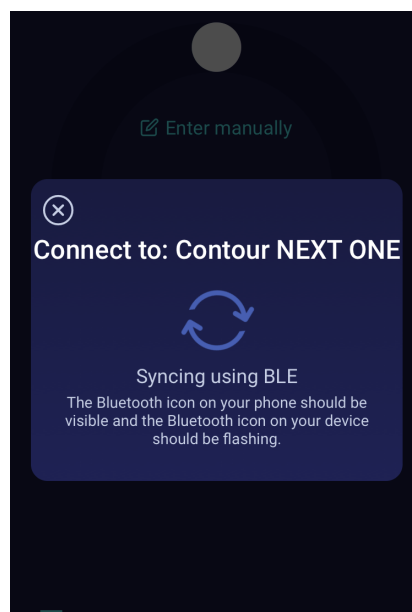 Enter manually
Connect to: Contour NEXT ONE
Syncing using BLE
The Bluetooth icon on your phone should be
visible and the Bluetooth icon on your device
should be flashing.